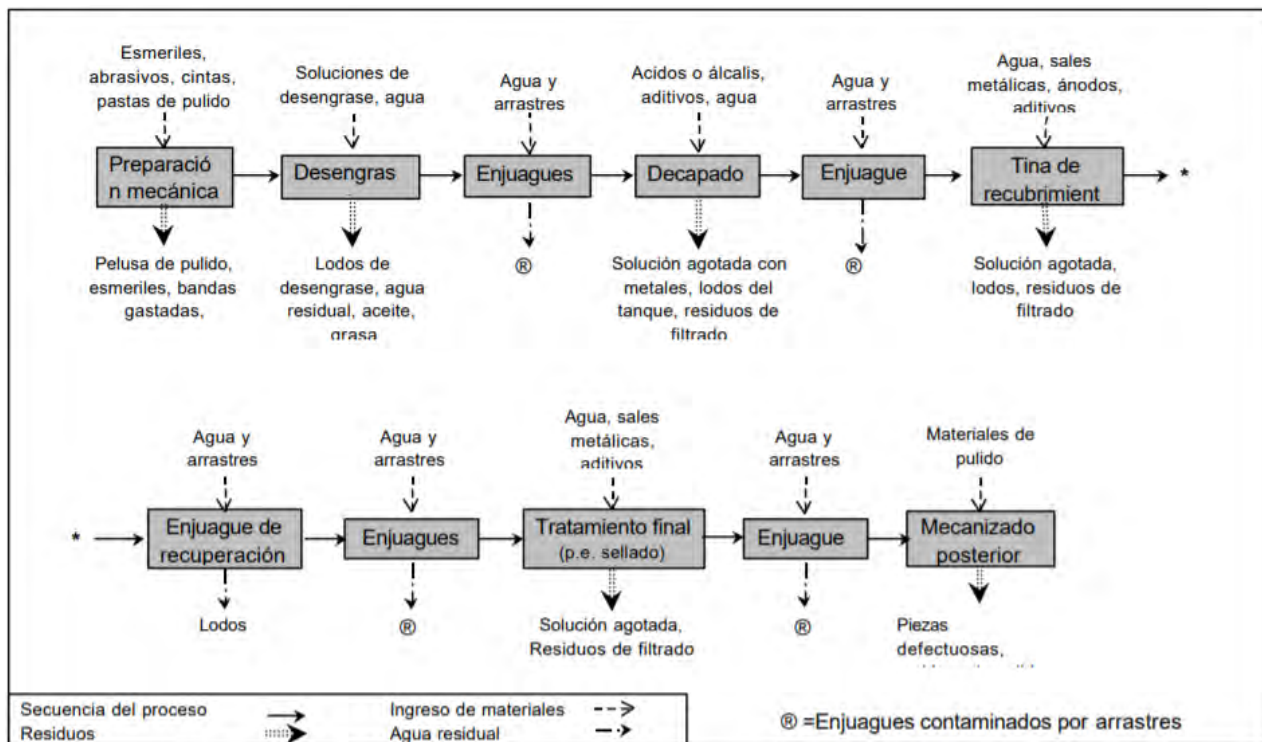 Esmeriles,
abrasivos, cintas,
pastas de pulido
Soluciones de
desengrase, agua
Agua y
arrastres
Acidos o álcalis,
aditivos, agua
Agua y
arrastres
Agua, sales
metálicas, ánodos,
aditivos
Preparació
n mecánica
Desengras
Enjuagues
Decapado
Enjuague
Tina de
recubrimient
*
Pelusa de pulido,
esmeriles, bandas
gastadas,
Lodos de
desengrase, agua
residual, aceite,
grasa
®
Solución agotada con
metales, lodos del
tanque, residuos de
filtrado
®
Solución agotada,
lodos, residuos de
filtrado
Agua y
arrastres
Agua y
arrastres
Agua, sales
metálicas,
aditivos
Agua y
arrastres
Materiales de
pulido
*
Enjuague de
recuperación
Enjuagues
Tratamiento final
(p.e. sellado)
Enjuague
Mecanizado
posterior
Lodos
®
Solución agotada,
Residuos de filtrado
®
Piezas
defectuosas,
Secuencia del proceso
Residuos
Ingreso de materiales
Agua residual
® =Enjuagues contaminados por arrastres